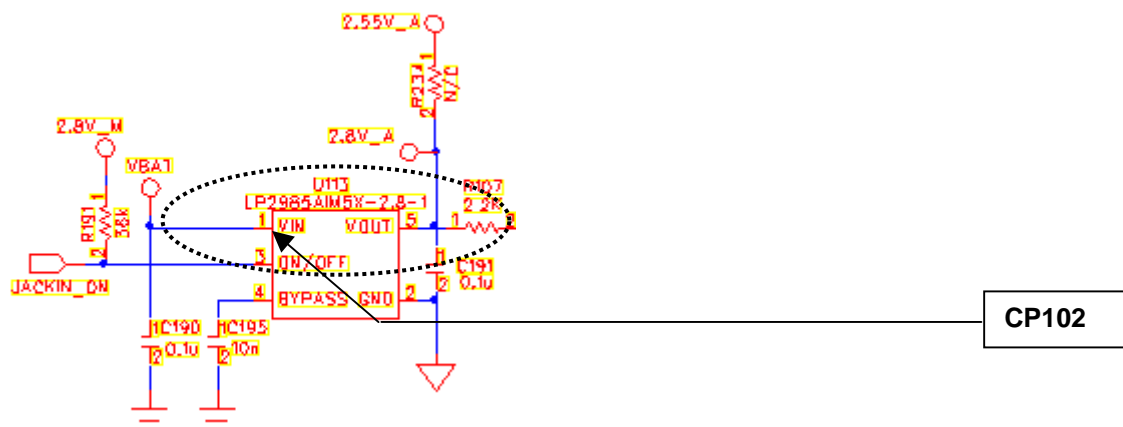 2.55V_A
1
R234
N/C
2
2.8V_M
2.8V_A
VBAT
U113
R107
LP2985AIM5X-2.8-1
2.2K
1
R191
36k
2
1 VIN VOUT 5
1 2
3 ON/OFF
1
C191
0.1u
2
JACKIN_ON
4 BYPASS GND 2
CP102
1 C190
2 0.1u
1 C195
2 10n